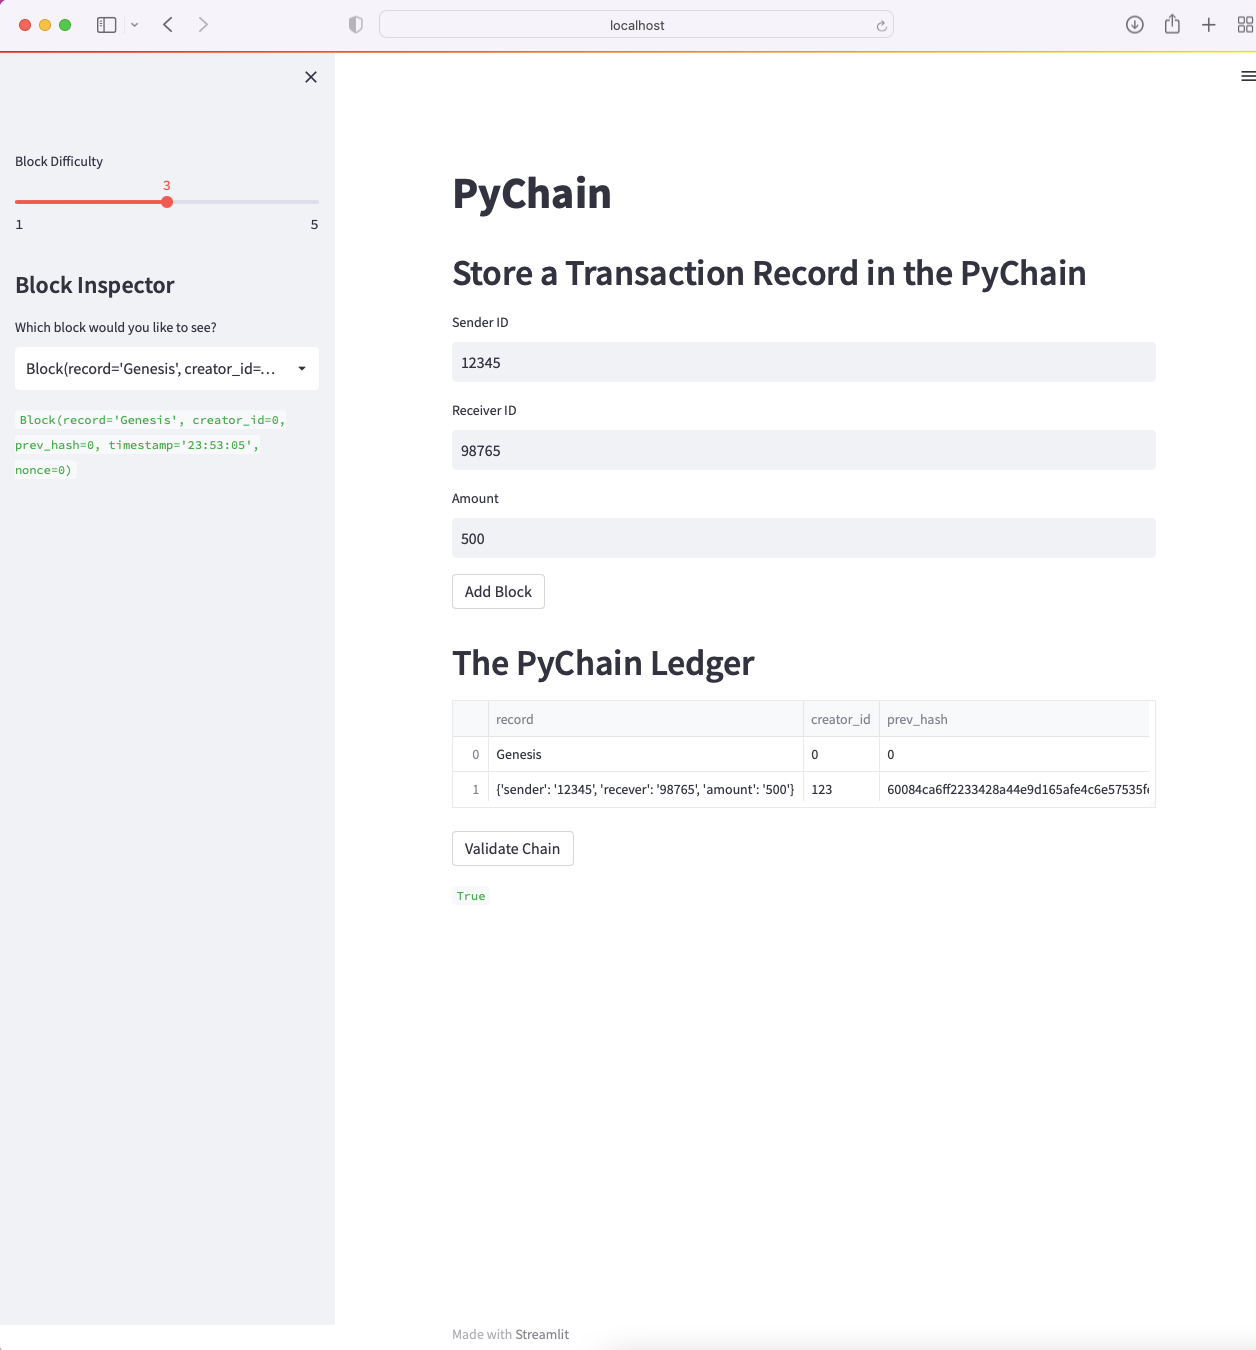 localhost
Block Difficulty
3
1 5
Block Inspector
Which block would you like to see?
Block(record='Genesis', creator_id=...
Block(record='Genesis', creator_id=0,
prev_hash=0, timestamp='23:53:05',
nonce=0)
PyChain
Store a Transaction Record in the PyChain
Sender ID
12345
Receiver ID
98765
Amount
500
Add Block
The PyChain Ledger
record creator_id prev_hash
0 Genesis 0 0
1 {'sender': '12345', 'recever': '98765', 'amount': '500'} 123 60084ca6ff2233428a44e9d165afe4c6e57535f
Validate Chain
True
Made with Streamlit